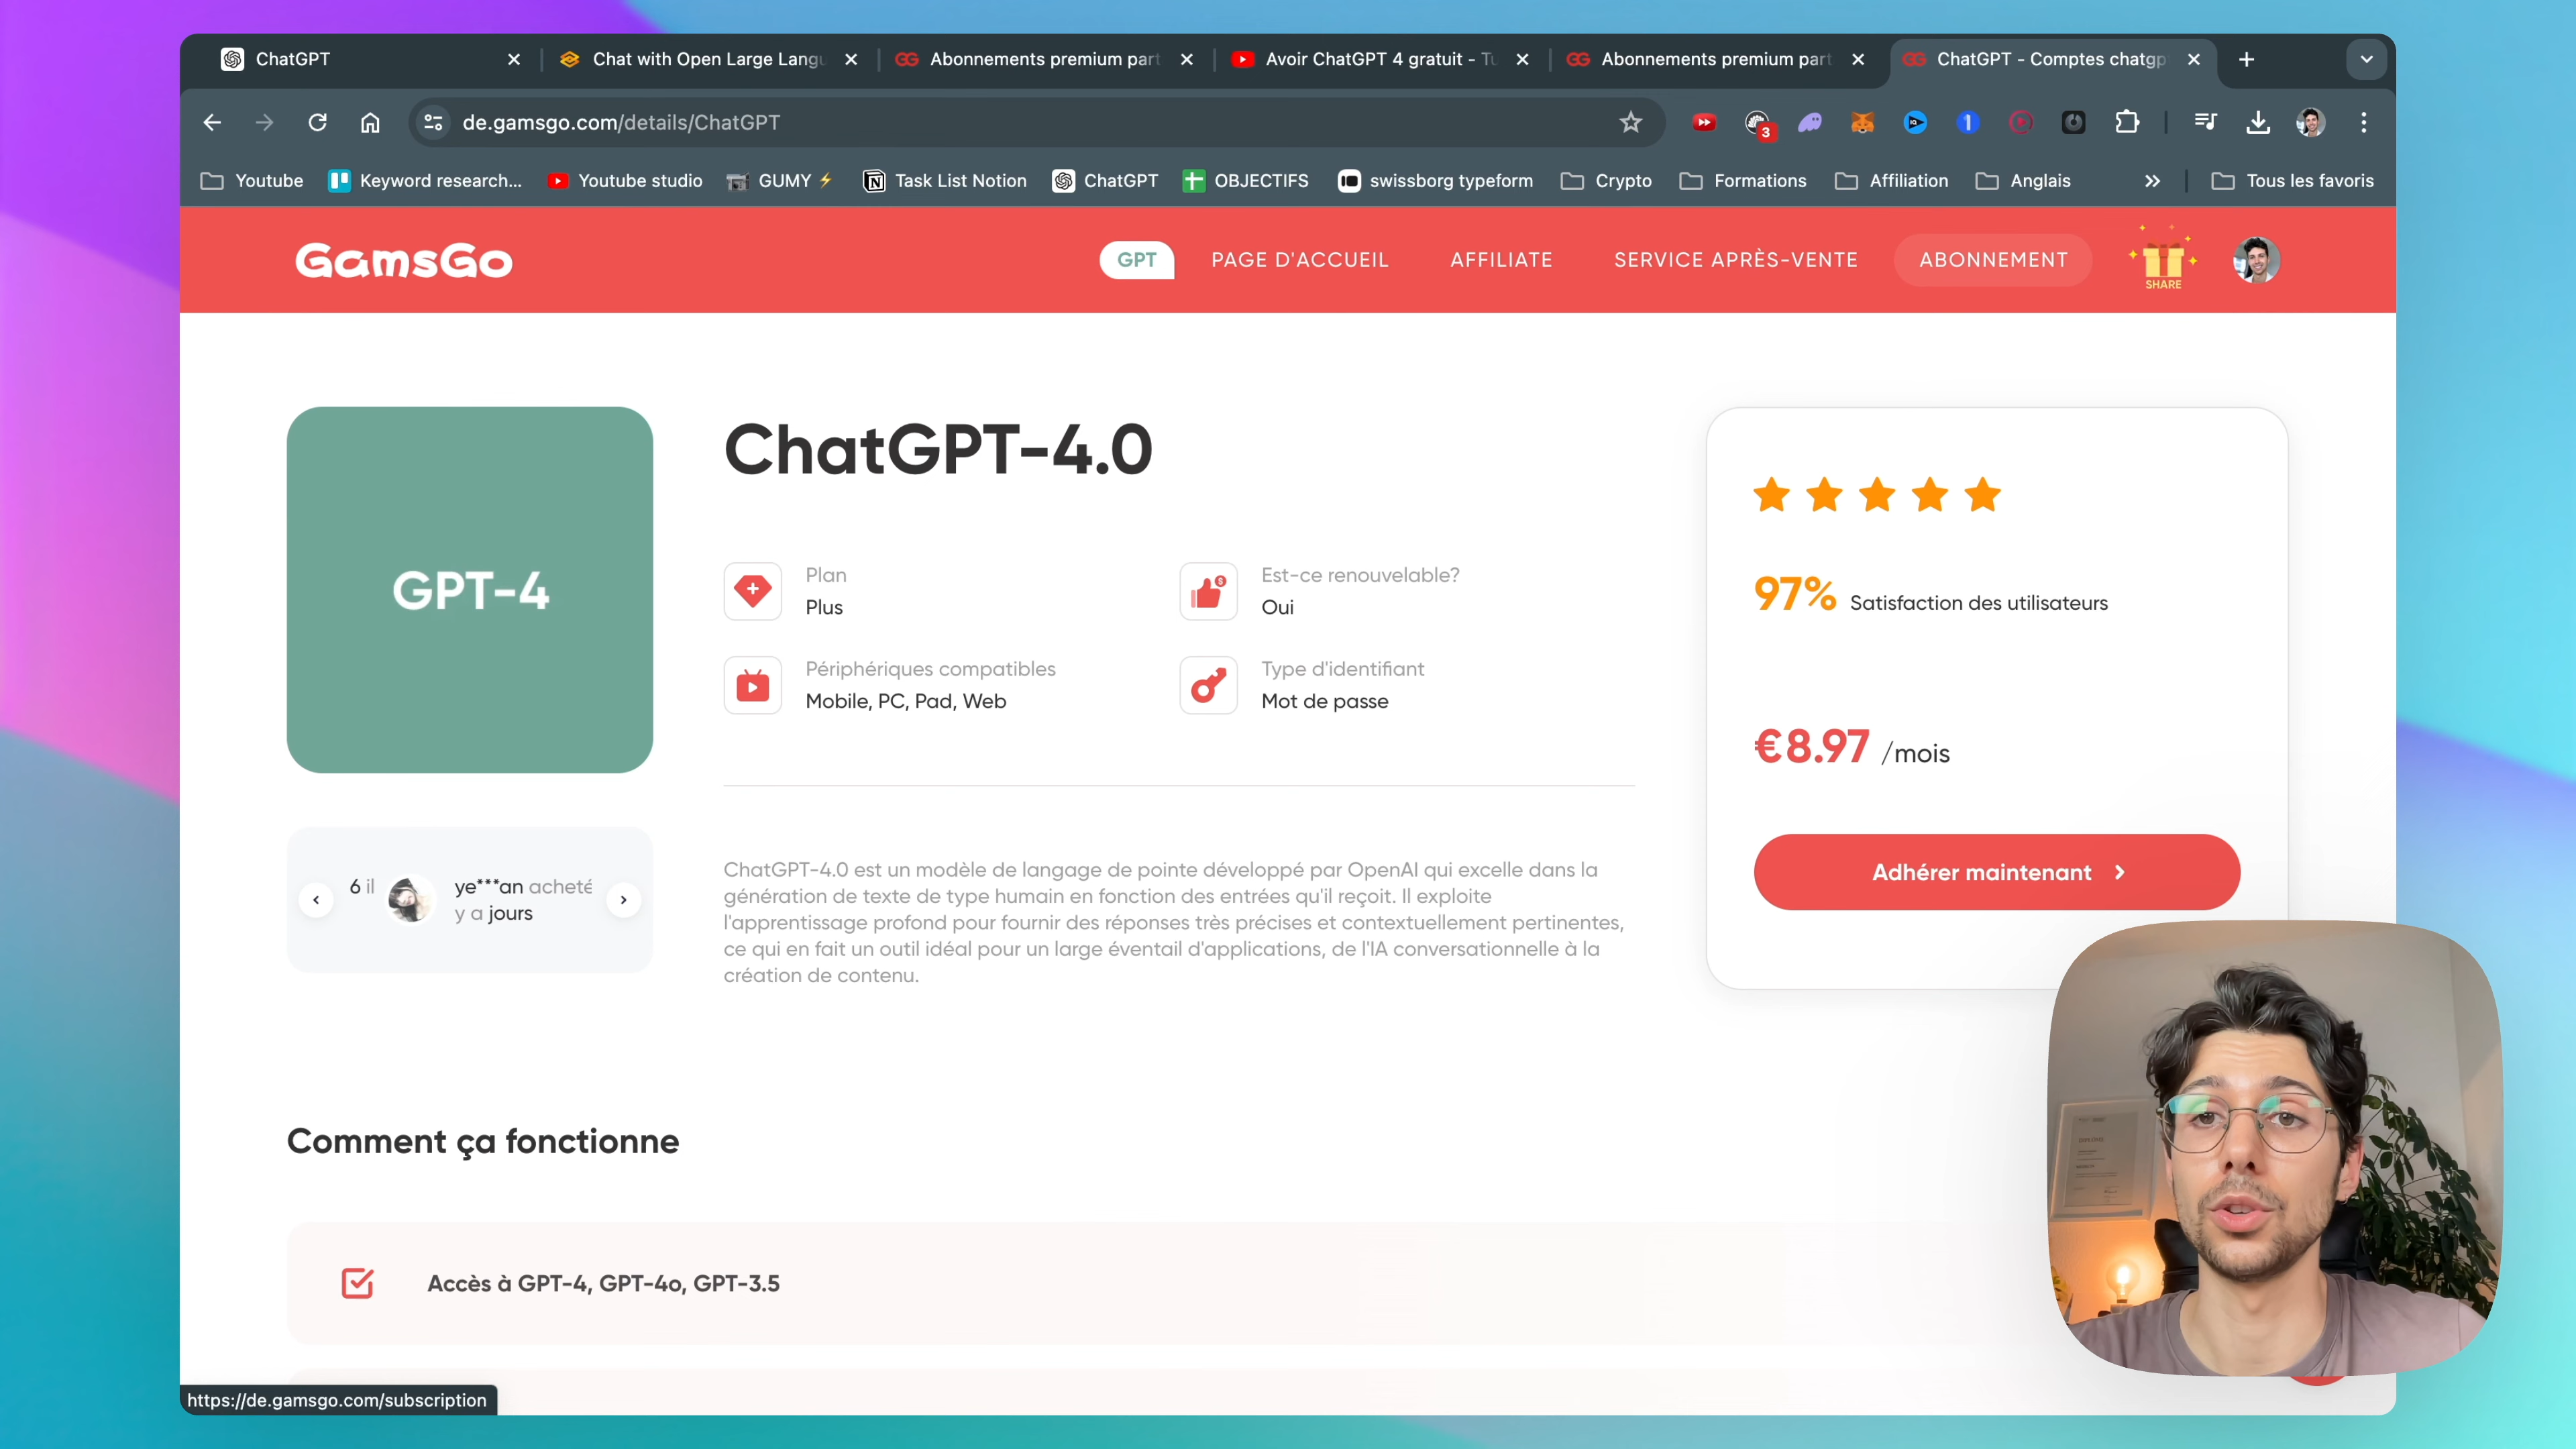 ChatGPT
Chat with Open Large Langu
Abonnements premium part
Avoir ChatGPT 4 gratuit - Tu
Abonnements premium part
ChatGPT - Comptes chatgp
de.gamsgo.com/details/ChatGPT
3
1
Youtube
Keyword research...
Youtube studio
GUMY⚡
Task List Notion
ChatGPT
OBJECTIFS
swissborg typeform
Crypto
Formations
Affiliation
Anglais
Tous les favoris
GamsGo
GPT
PAGE D'ACCUEIL
AFFILIATE
SERVICE APRÈS-VENTE
ABONNEMENT
SHARE
GPT-4
ChatGPT-4.0
Plan
Plus
Est-ce renouvelable?
Oui
Périphériques compatibles
Mobile, PC, Pad, Web
Type d'identifiant
Mot de passe
97% Satisfaction des utilisateurs
€8.97 /mois
Adhérer maintenant
6 il
ye***an acheté
y a jours
ChatGPT-4.0 est un modèle de langage de pointe développé par OpenAI qui excelle dans la
génération de texte de type humain en fonction des entrées qu'il reçoit. Il exploite
l'apprentissage profond pour fournir des réponses très précises et contextuellement pertinentes,
ce qui en fait un outil idéal pour un large éventail d'applications, de l'IA conversationnelle à la
création de contenu.
Comment ça fonctionne
Accès à GPT-4, GPT-4o, GPT-3.5
https://de.gamsgo.com/subscription